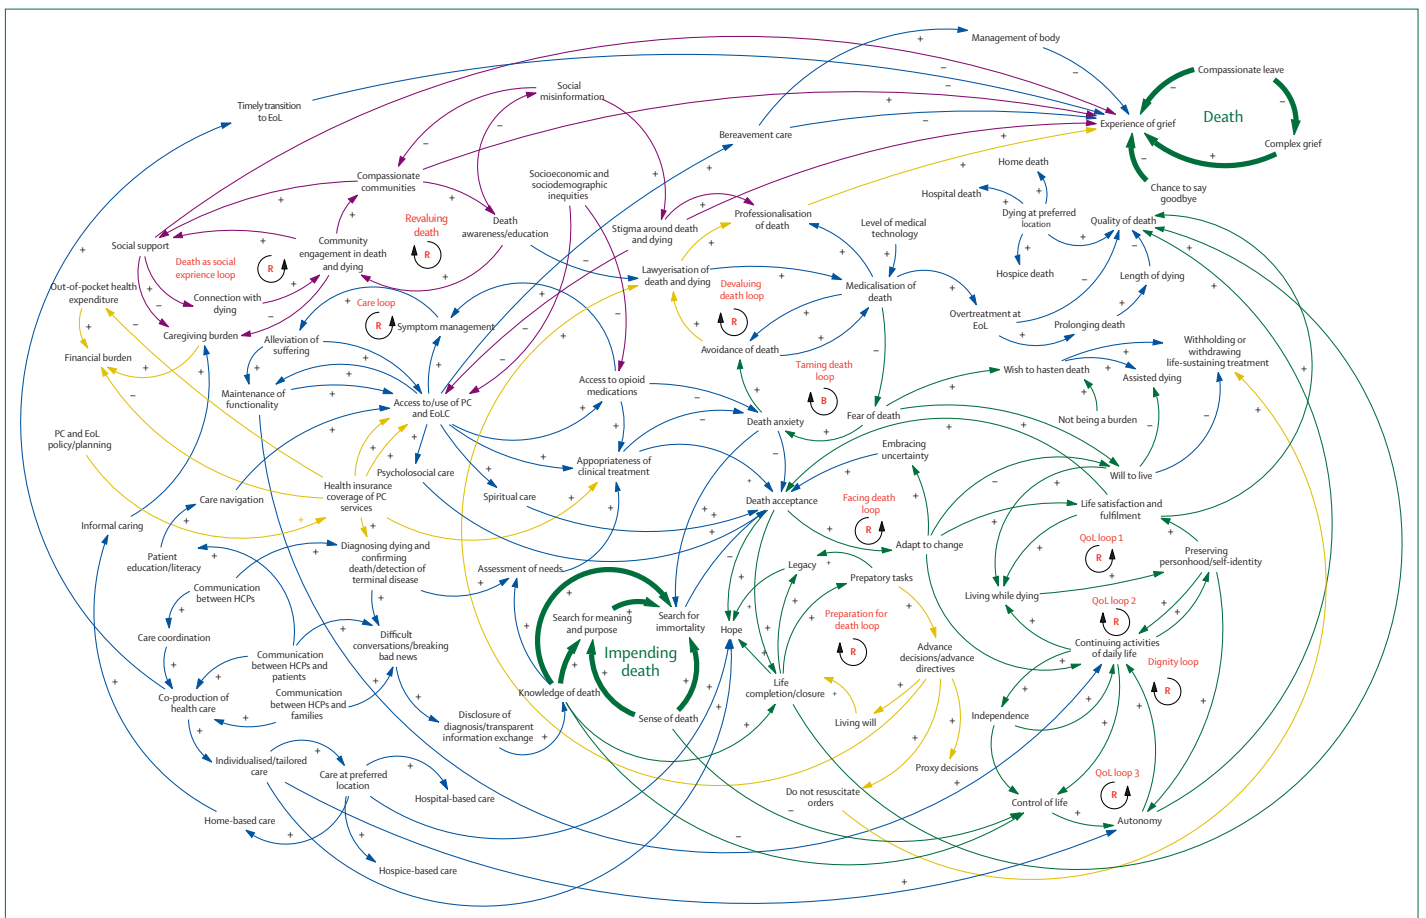 Management of body
Compassionate leave
Death
Experience of grief
Complex grief
Timely transition
to EoL
Social
misinformation
Bereavement care
Home death
Hospital death
Chance to say
goodbye
Compassionate
communities
Socioeconomic and
sociodemographic
inequities
Dying at preferred
location
Quality of death
Revaluing
death
R
Death
awareness/education
Stigma around death
and dying
Professionalisation
of death
Level of medical
technology
Social support
Community
engagement in death
and dying
Death as social
exprience loop
R
Hospice death
Length of dying
Out-of-pocket health
expenditure
Connection with
dying
Lawyerisation of
death and dying
Devaluing
death loop
R
Medicalisation of
death
Overtreatment at
EoL
Prolonging death
Care loop
R
Symptom management
Caregiving burden
Alleviation of
suffering
Financial burden
Avoidance of death
Withholding or
withdrawing
life-sustaining treatment
Taming death
loop
B
Wish to hasten death
Assisted dying
Maintenance of
functionality
Access to/use of PC
and EoLC
Access to opioid
medications
Death anxiety
Fear of death
Not being a burden
PC and EoL
policy/planning
Embracing
uncertainty
Psycholosocial care
Appopriateness of
clinical treatment
Will to live
Health insurance
coverage of PC
services
Spiritual care
Care navigation
Death acceptance
Facing death
loop
R
Life satisfaction and
fulfilment
Informal caring
Patient
education/literacy
Diagnosing dying and
confirming
death/detection of
terminal disease
Adapt to change
QoL loop 1
R
Preserving
personhood/self-identity
Assessment of needs
Legacy
Prepatory tasks
Communication
between HCPs
Living while dying
QoL loop 2
R
Search for meaning
and purpose
Search for
immortality
Hope
Preparation for
death loop
R
Care coordination
Difficult
conversations/breaking
bad news
Impending
death
Communication
between HCPs and
patients
Advance
decisions/advance
directives
Continuing activities
of daily life
Dignity loop
R
Knowledge of death
Life
completion/closure
Co-production of
health care
Communication
between HCPs and
families
Disclosure of
diagnosis/transparent
information exchange
Sense of death
Living will
Independence
Individualised/tailored
care
Care at preferred
location
Proxy decisions
QoL loop 3
R
Hospital-based care
Do not resuscitate
orders
Control of life
Home-based care
Autonomy
Hospice-based care